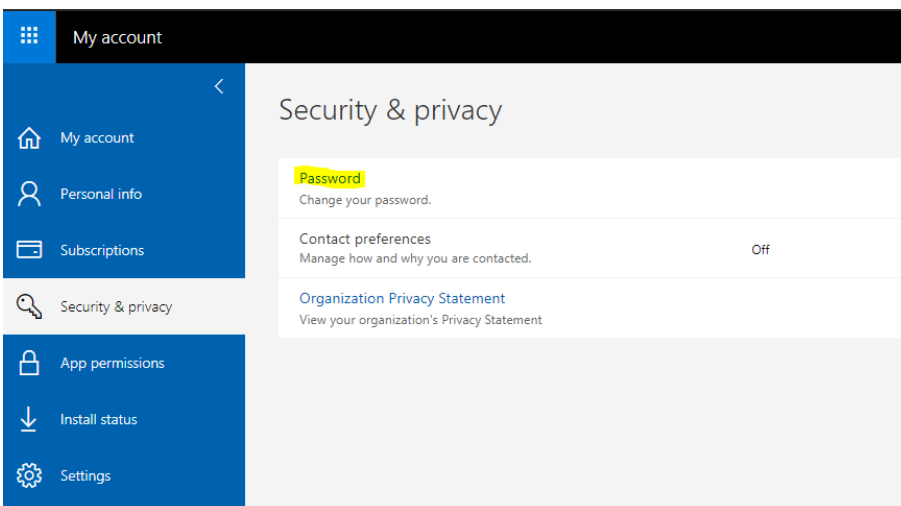 My account
My account
Personal info
Subscriptions
Security & privacy
App permissions
Install status
Settings
Security & privacy
Password
Change your password.
Contact preferences
Manage how and why you are contacted.
Off
Organization Privacy Statement
View your organization's Privacy Statement